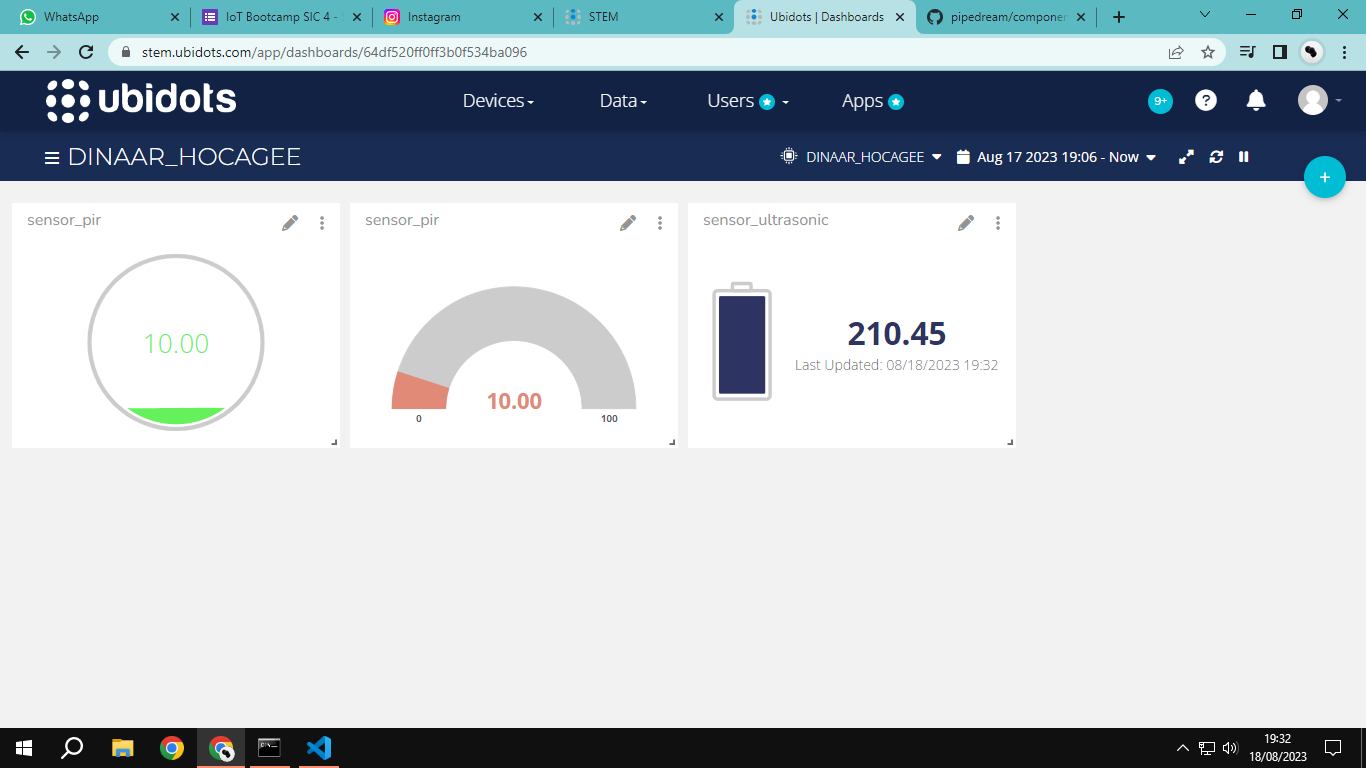 WhatsApp
IoT Bootcamp SIC 4 -
Instagram
STEM
Ubidots | Dashboards
pipedream/componen
stem.ubidots.com/app/dashboards/64df520ff0ff3b0f534ba096
ubidots
Devices
Data
Users
Apps
9+
?
DINAAR_HOCAGEE
DINAAR_HOCAGEE
Aug 17 2023 19:06 - Now
+
sensor_pir
10.00
sensor_pir
10.00
0
100
sensor_ultrasonic
210.45
Last Updated: 08/18/2023 19:32
19:32
18/08/2023